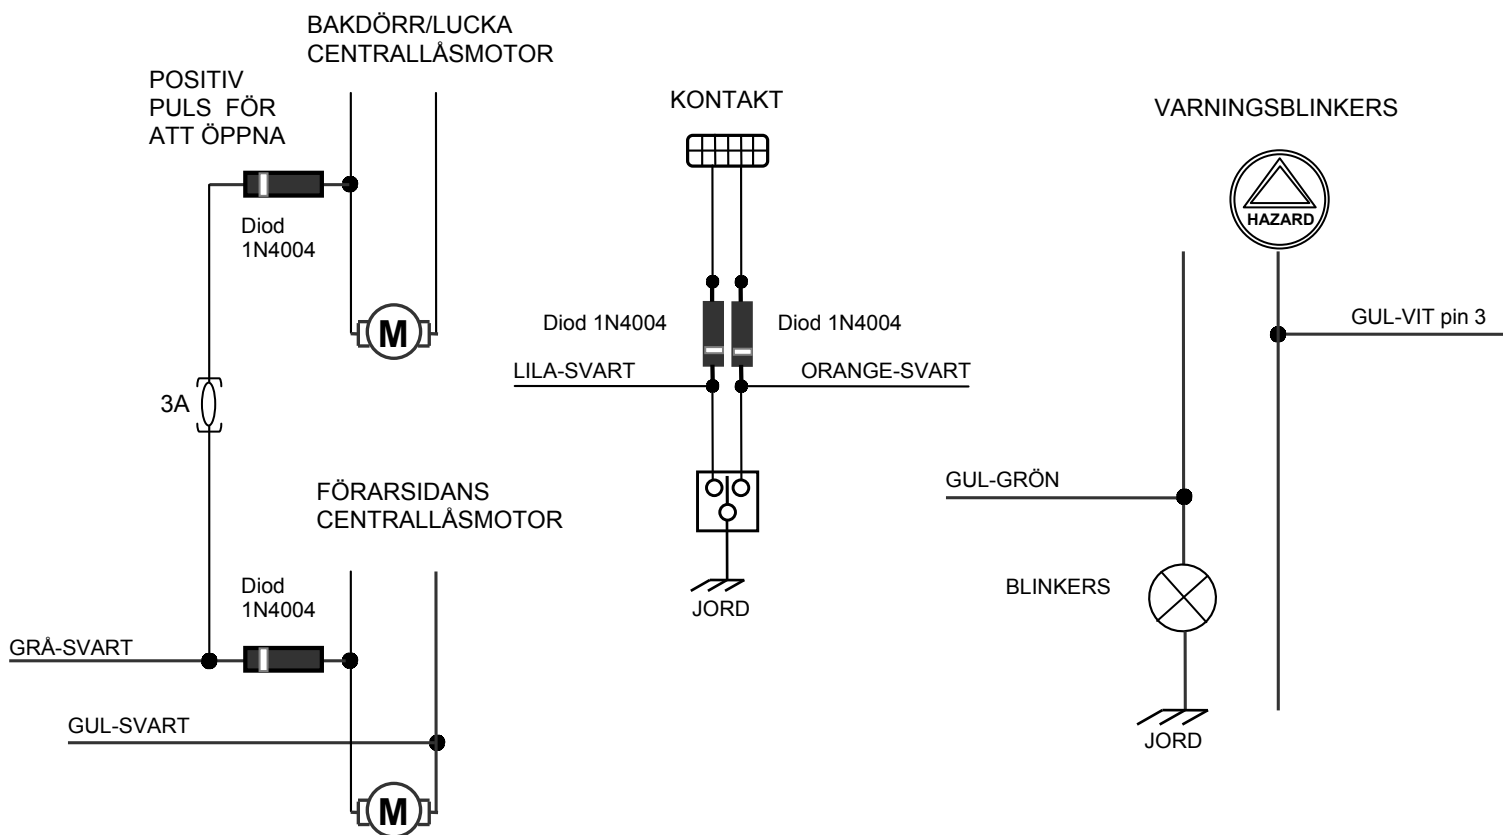 BAKDÖRR/LUCKA
CENTRALLÅSMOTOR
POSITIV
PULS FÖR
ATT ÖPPNA
Diod
1N4004
M
3A
FÖRARSIDANS
CENTRALLÅSMOTOR
Diod
1N4004
GRÅ-SVART
GUL-SVART
M
KONTAKT
Diod 1N4004
Diod 1N4004
LILA-SVART
ORANGE-SVART
JORD
VARNINGSBLINKERS
HAZARD
GUL-VIT pin 3
GUL-GRÖN
BLINKERS
JORD